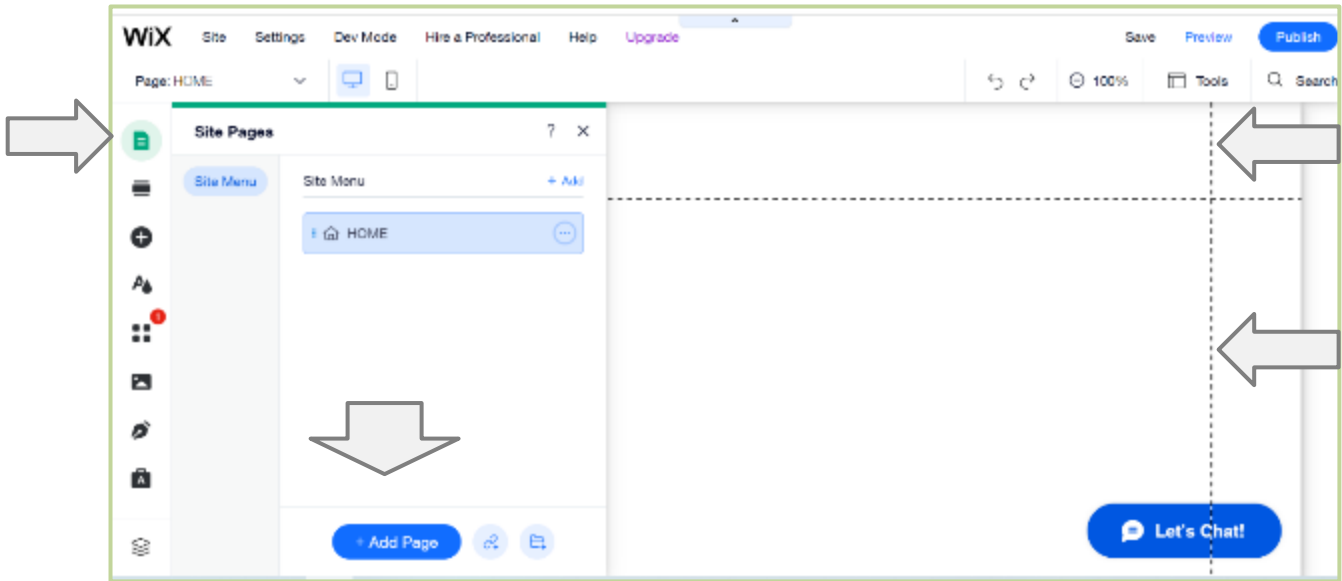 WiX Site Settings Dev Mode Hire a Professional Help Upgrade Save Preview Publish
Page: HOME 100% Tools Search
Site Pages ? ×
Site Menu Site Menu + Add
HOME
1
A
+ Add Page
Let's Chat!